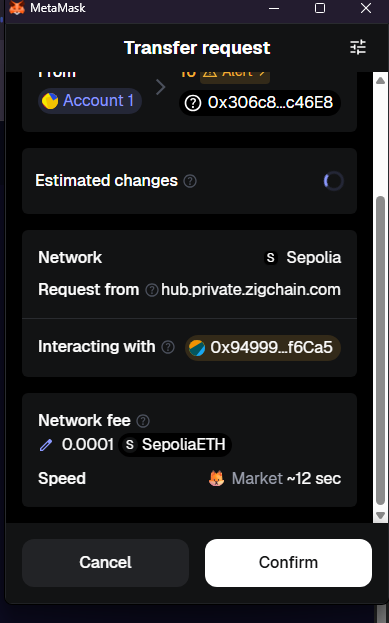 MetaMask
Transfer request
From To Alert >
Account 1 > 0x306c8...c46E8
Estimated changes
Network S Sepolia
Request from hub.private.zigchain.com
Interacting with 0x94999...f6Ca5
Network fee
0.0001 S SepoliaETH
Speed Market ~12 sec
Cancel Confirm